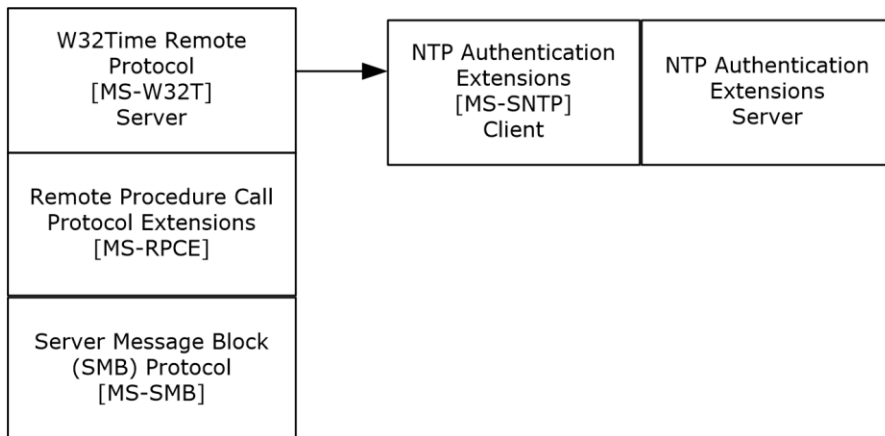 W32Time Remote
Protocol
[MS-W32T]
Server
NTP Authentication
Extensions
[MS-SNTP]
Client
NTP Authentication
Extensions
Server
Remote Procedure Call
Protocol Extensions
[MS-RPCE]
Server Message Block
(SMB) Protocol
[MS-SMB]